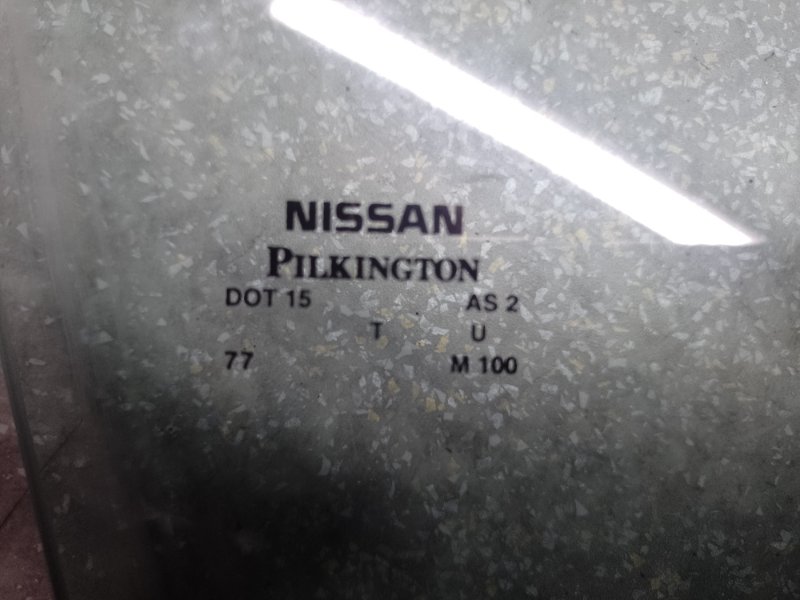 NISSAN
PILKINGTON
DOT 15 AS 2
T U
77 M 100